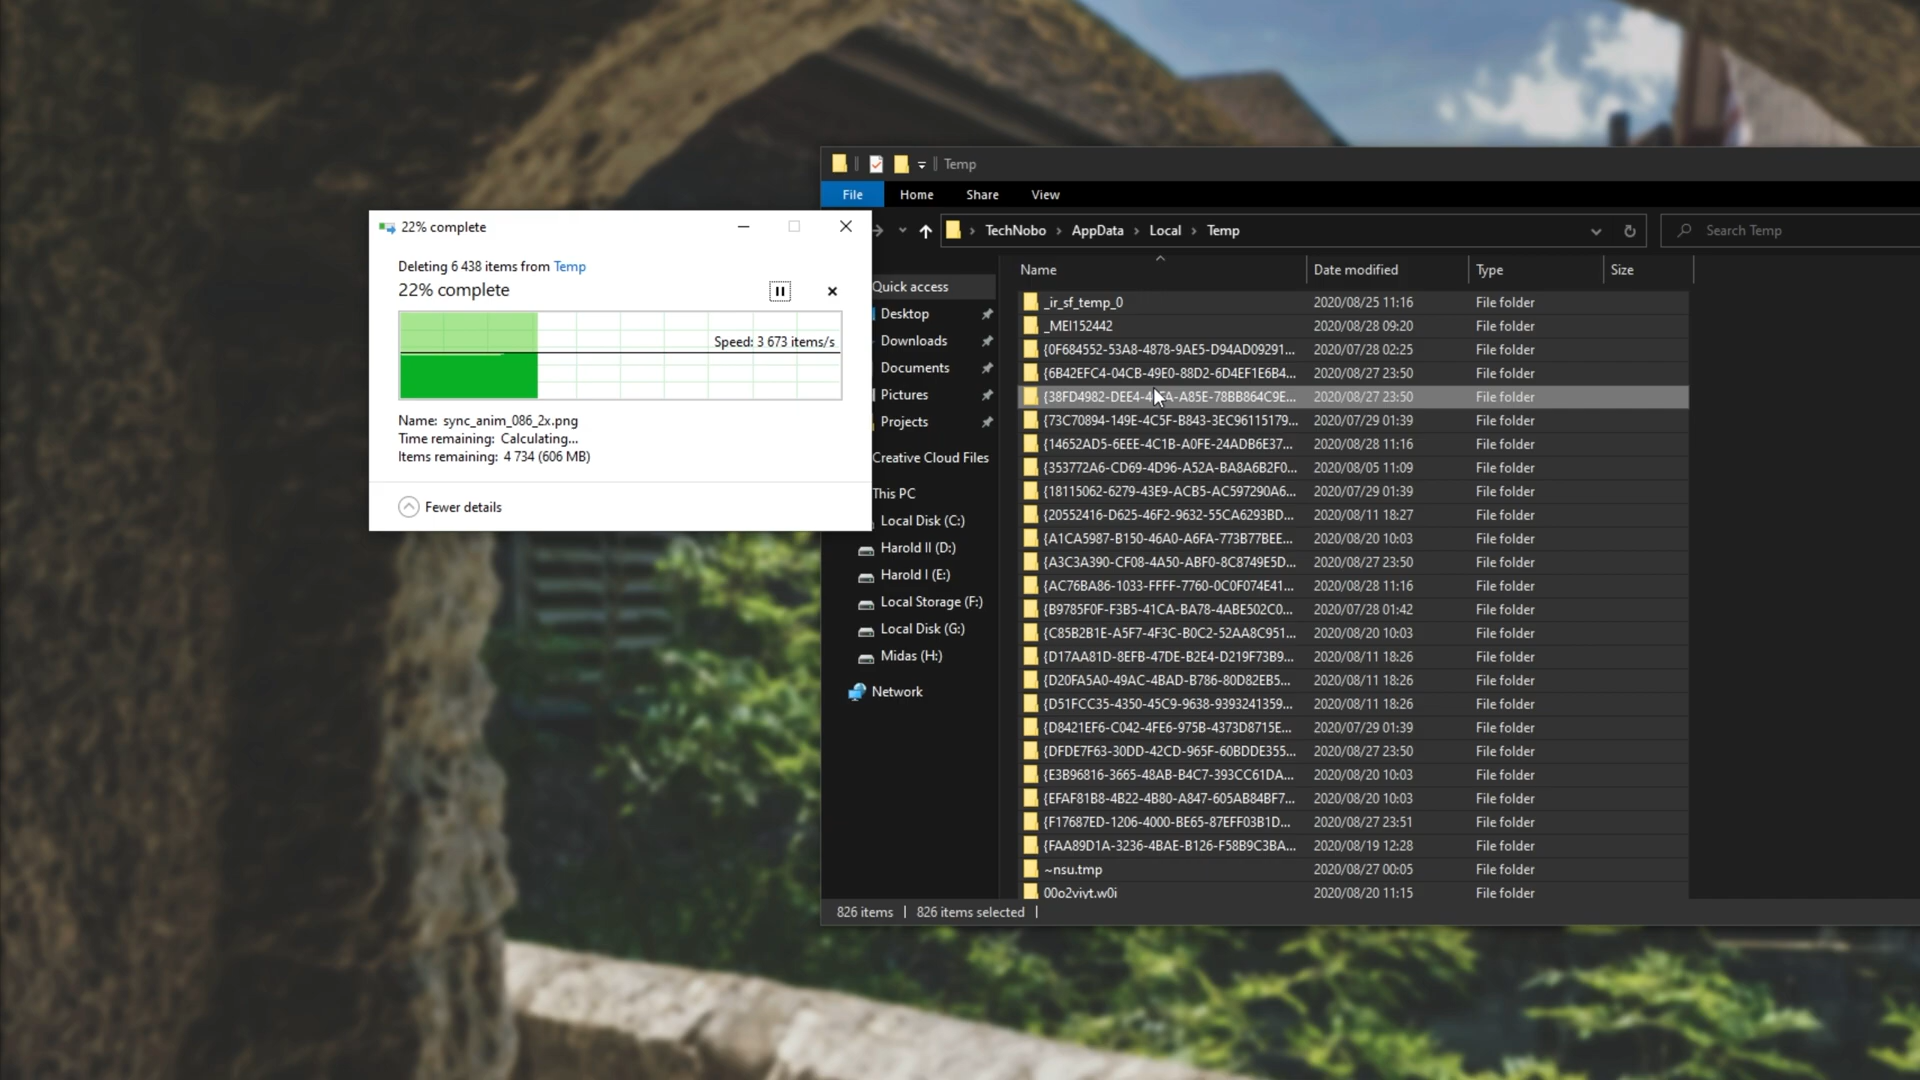 22% complete
Deleting 6 438 items from Temp
22% complete
Speed: 3 673 items/s
Name: sync_anim_086_2x.png
Time remaining: Calculating...
Items remaining: 4 734 (606 MB)
Fewer details
Temp
File Home Share View
TechNobo › AppData › Local › Temp
Search Temp
Quick access
Desktop
Downloads
Documents
Pictures
Projects
Creative Cloud Files
This PC
Local Disk (C:)
Harold II (D:)
Harold I (E:)
Local Storage (F:)
Local Disk (G:)
Midas (H:)
Network
Name Date modified Type Size
_ir_sf_temp_0 2020/08/25 11:16 File folder
_MEI152442 2020/08/28 09:20 File folder
{0F684552-53A8-4878-9AE5-D94AD09291... 2020/07/28 02:25 File folder
{6B42EFC4-04CB-49E0-88D2-6D4EF1E6B4... 2020/08/27 23:50 File folder
2020/08/27 23:50 File folder
{73C70894-149E-4C5F-B843-3EC96115179... 2020/07/29 01:39 File folder
{14652AD5-6EEE-4C1B-A0FE-24ADB6E37... 2020/08/28 11:16 File folder
{353772A6-CD69-4D96-A52A-BA8A6B2F0... 2020/08/05 11:09 File folder
{18115062-6279-43E9-ACB5-AC597290A6... 2020/07/29 01:39 File folder
{20552416-D625-46F2-9632-55CA6293BD... 2020/08/11 18:27 File folder
{A1CA5987-B150-46A0-A6FA-773B77BEE... 2020/08/20 10:03 File folder
{A3C3A390-CF08-4A50-ABF0-8C8749E5D... 2020/08/27 23:50 File folder
{AC76BA86-1033-FFFF-7760-0C0F074E41... 2020/08/28 11:16 File folder
{B9785F0F-F3B5-41CA-BA78-4ABE502C0... 2020/07/28 01:42 File folder
{C85B2B1E-A5F7-4F3C-B0C2-52AA8C951... 2020/08/20 10:03 File folder
{D17AA81D-8EFB-47DE-B2E4-D219F73B9... 2020/08/11 18:26 File folder
{D20FA5A0-49AC-4BAD-B786-80D82EB5... 2020/08/11 18:26 File folder
{D51FCC35-4350-45C9-9638-9393241359... 2020/08/11 18:26 File folder
{D8421EF6-C042-4FE6-975B-4373D8715E... 2020/07/29 01:39 File folder
{DFDE7F63-30DD-42CD-965F-60BDDE355... 2020/08/27 23:50 File folder
{E3B96816-3665-48AB-B4C7-393CC61DA... 2020/08/20 10:03 File folder
{EFAF81B8-4B22-4B80-A847-605AB84BF7... 2020/08/20 10:03 File folder
{F17687ED-1206-4000-BE65-87EFF03B1D... 2020/08/27 23:51 File folder
{FAA89D1A-3236-4BAE-B126-F58B9C3BA... 2020/08/19 12:28 File folder
~nsu.tmp 2020/08/27 00:05 File folder
00o2viyt.w0i 2020/08/20 11:15 File folder
826 items 826 items selected